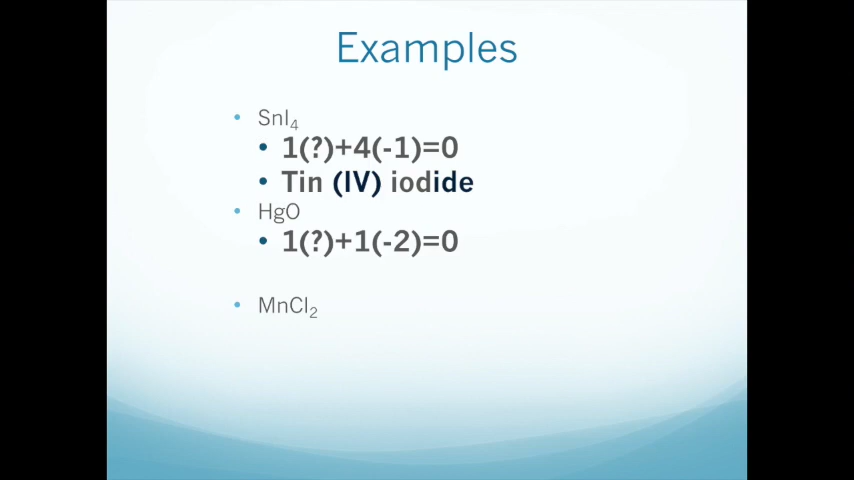 Examples
• SnI₄
• 1(?)+4(-1)=0
• Tin (IV) iodide
• HgO
• 1(?)+1(-2)=0
• MnCl₂